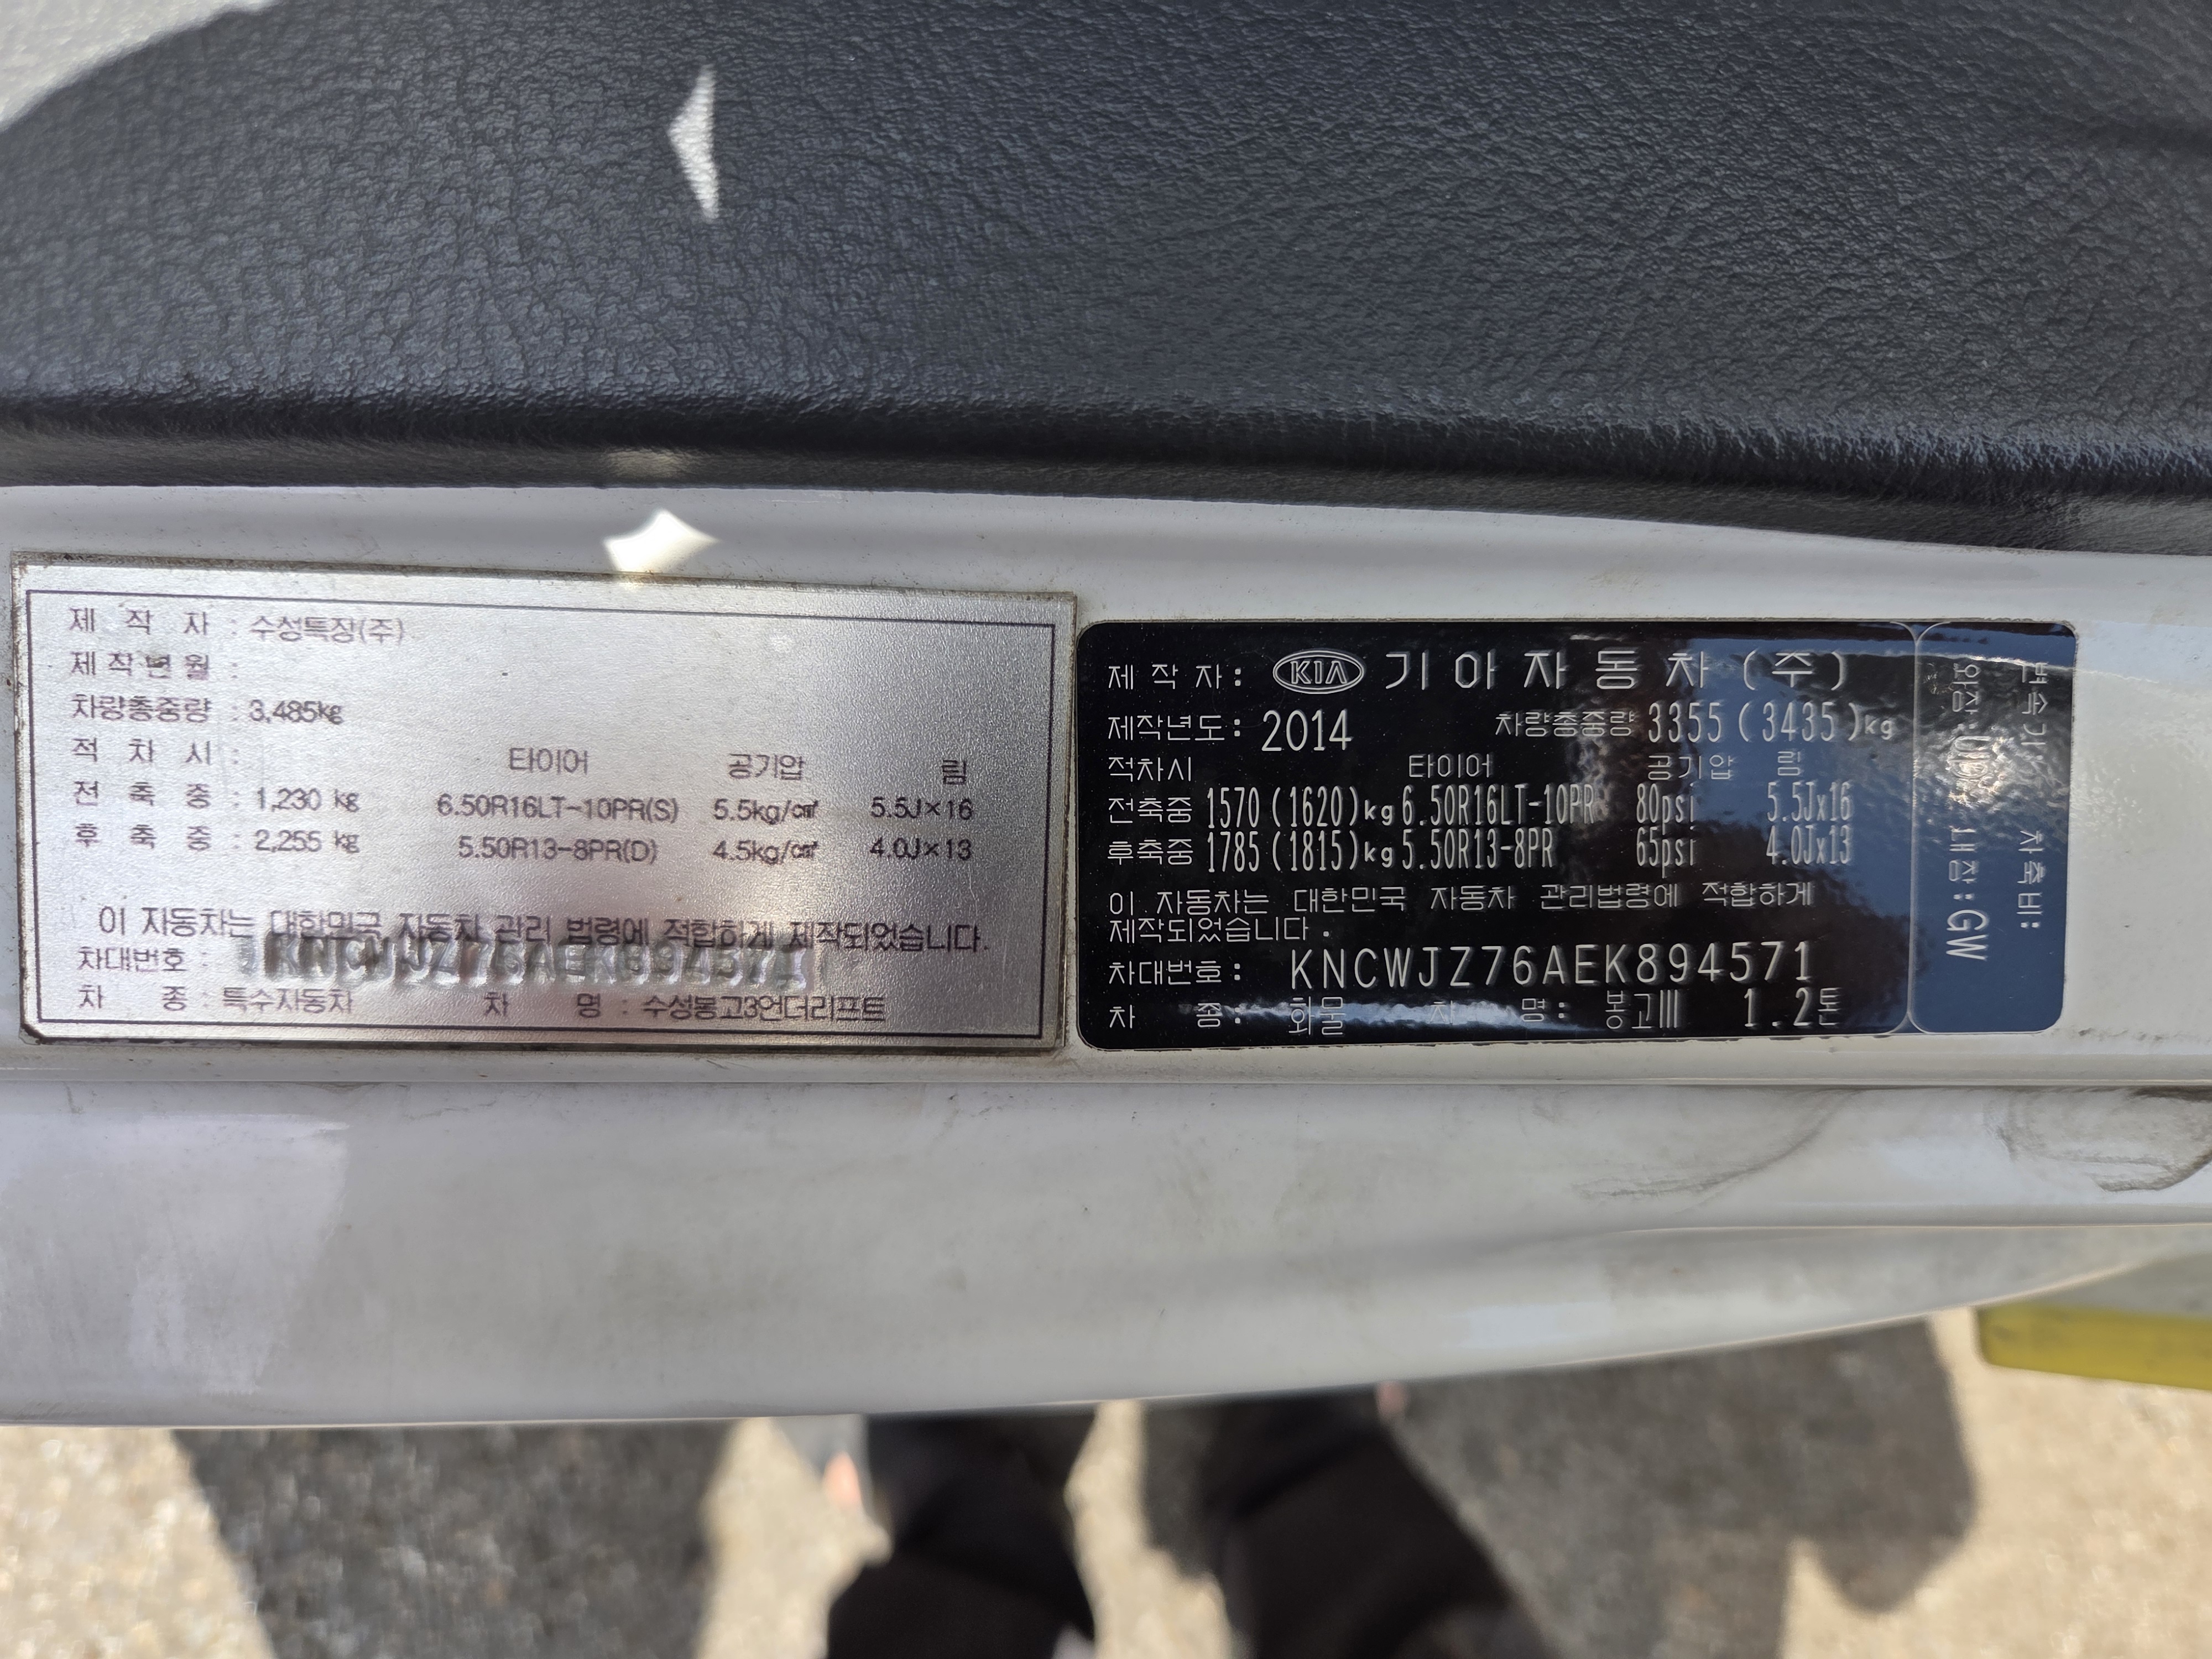 제 작 자 : 수성특장(주)
제작년월 :
차량총중량 : 3,485kg
적 차 시 : 타이어 공기압 림
전 축 중 : 1,230 kg 6.50R16LT-10PR(S) 5.5kg/㎠ 5.5J×16
후 축 중 : 2,255 kg 5.50R13-8PR(D) 4.5kg/㎠ 4.0J×13
이 자동차는 대한민국 자동차 관리 법령에 적합하게 제작되었습니다.
차대번호 : KNCWJZ76AEK894571
차 종 : 특수자동차 차 명 : 수성봉고3언더리프트
제 작 자 : KIA 기아자동차(주)
제작년도: 2014 차량총중량 3355(3435)kg
적차시 타이어 공기압 림
전축중 1570(1620)kg 6.50R16LT-10PR 80psi 5.5Jx16
후축중 1785(1815)kg 5.50R13-8PR 65psi 4.0Jx13
이 자동차는 대한민국 자동차 관리법령에 적합하게
제작되었습니다.
차대번호: KNCWJZ76AEK894571
차 종: 화물 차 명: 봉고Ⅲ 1.2톤
변속기 차축비:
외장: 내장:GW